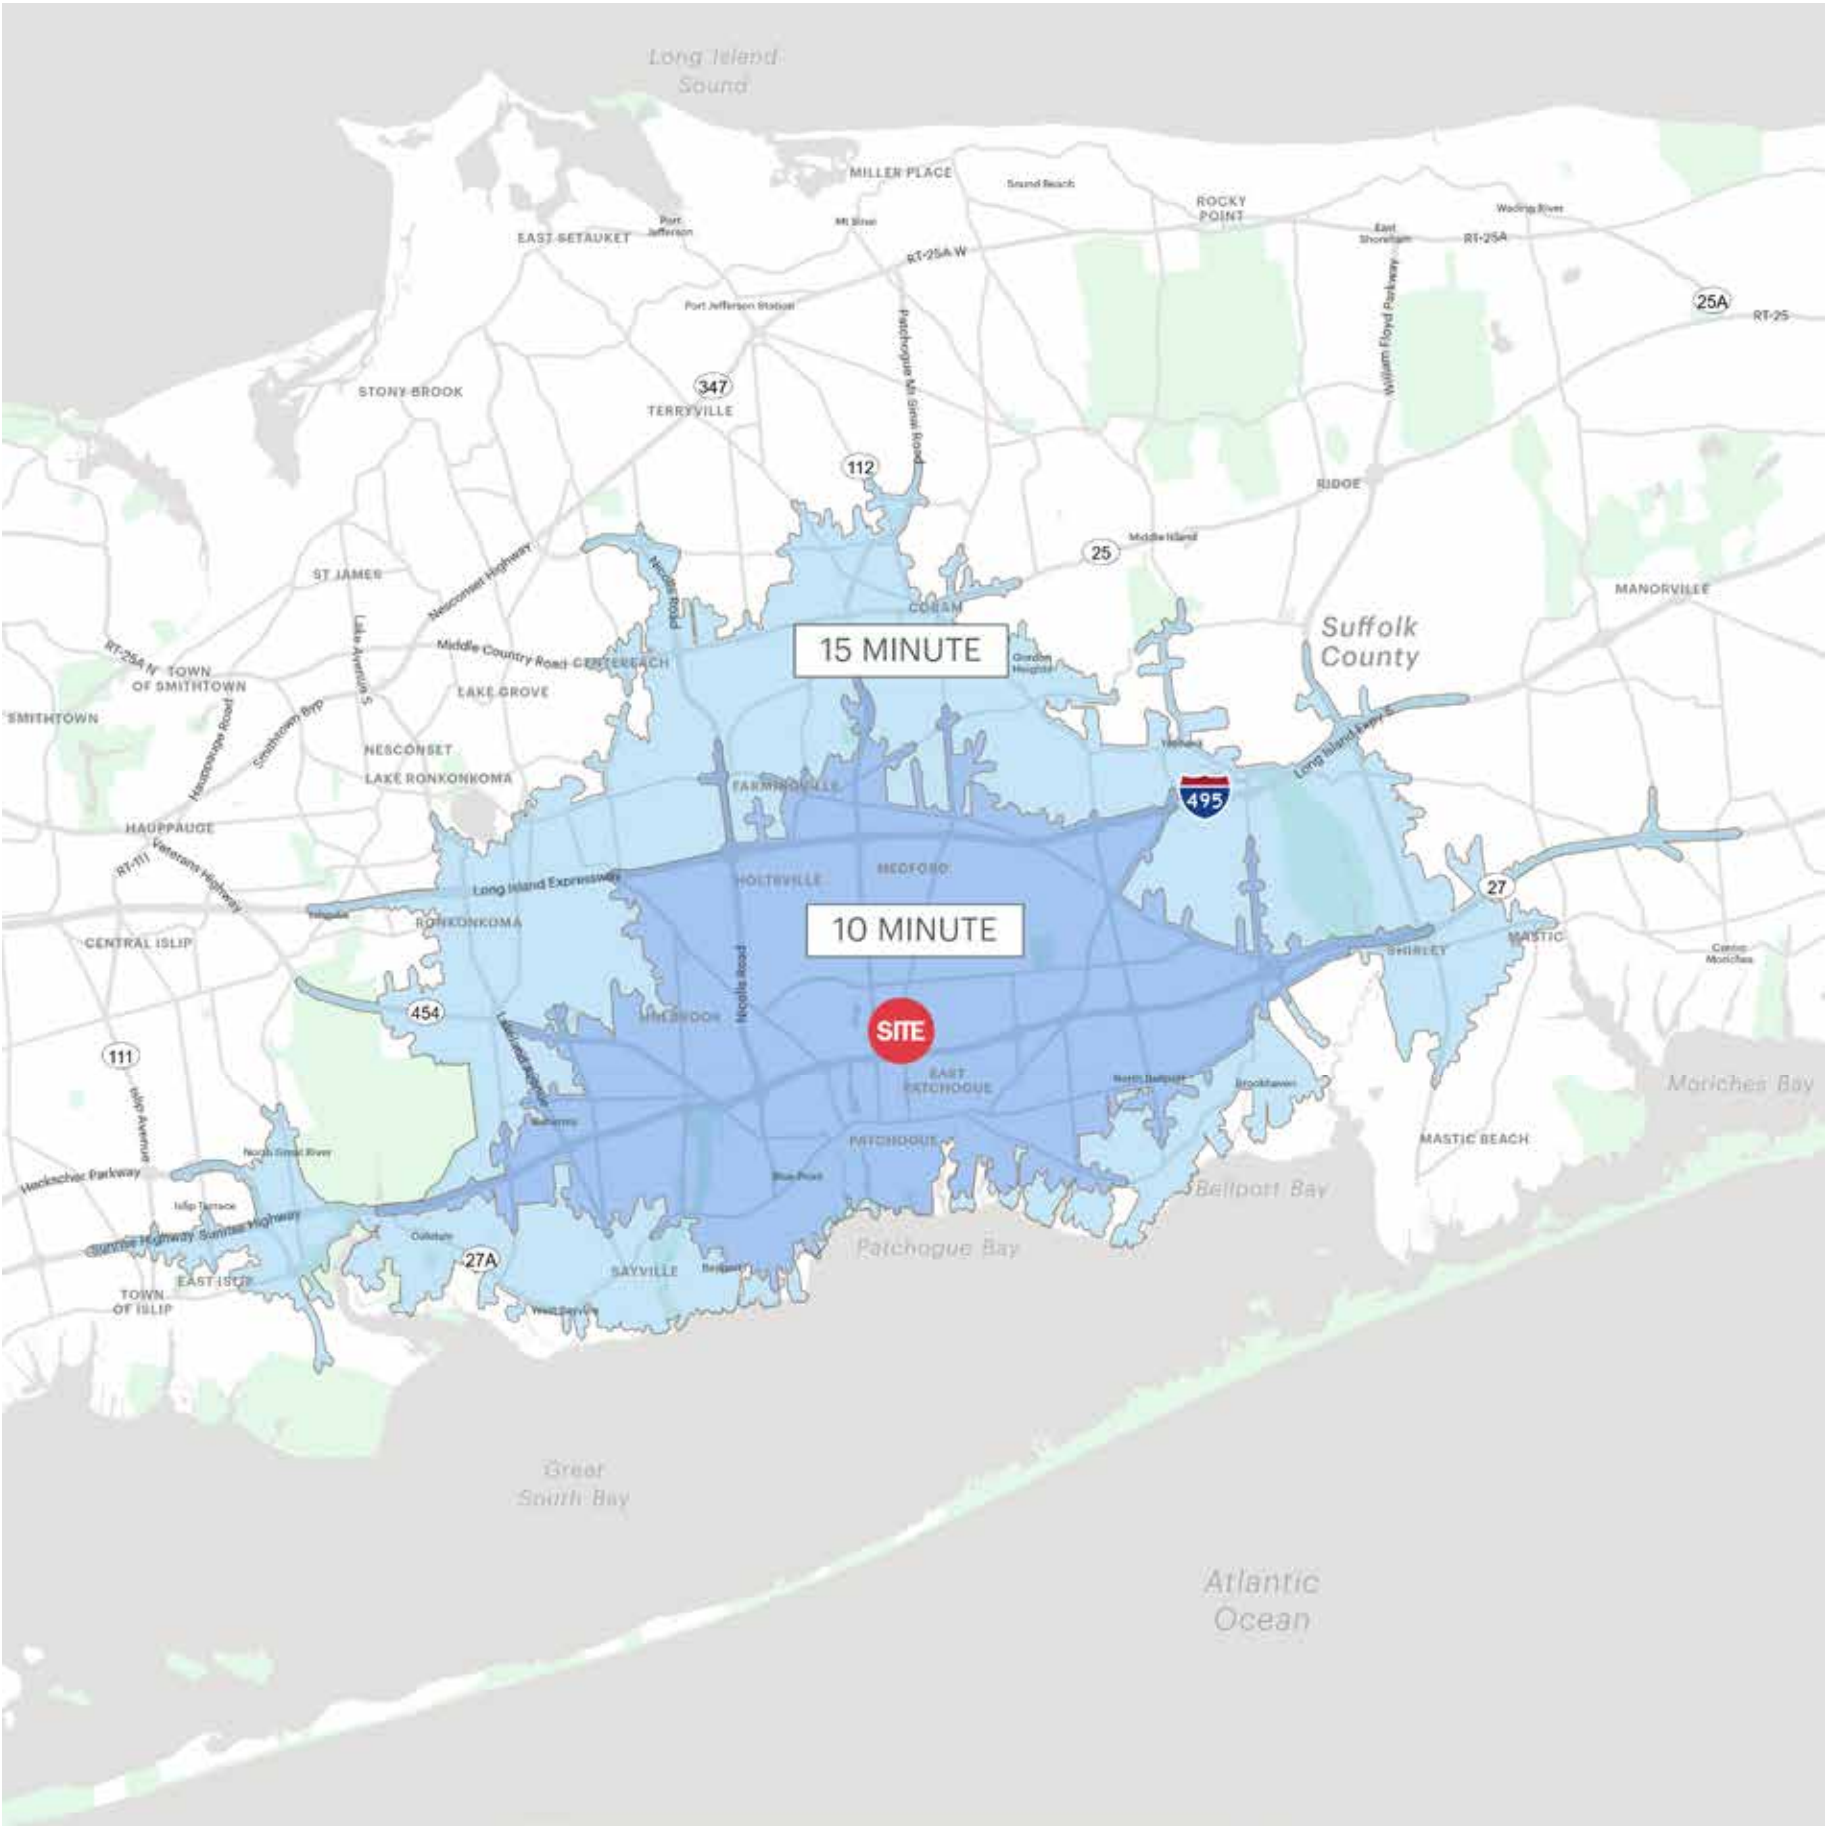 Long Island
Sound
MILLER PLACE
Sound Beach
ROCKY
POINT
Wading River
Port
Jefferson
Mt Sinai
EAST SETAUKET
East
Shoreham
RT-25A
RT-25A W
25A
RT-25
Port Jefferson Station
Patchogue Mt Sinai Road
William Floyd Parkway
347
STONY BROOK
TERRYVILLE
112
RIDGE
25
Middle Island
Nesconset Highway
Nicolls Road
ST JAMES
MANORVILLE
CORAM
Suffolk
County
15 MINUTE
Lake Avenue S
Middle Country Road
CENTEREACH
Gordon
Heights
RT-25A N
TOWN
OF SMITHTOWN
LAKE GROVE
SMITHTOWN
Hauppauge Road
Smithtown Byp
NESCONSET
Yaphank
Long Island Expy S
LAKE RONKONKOMA
FARMINGVILLE
495
HAUPPAUGE
RT-111
Veterans Highway
MEDFORD
HOLTSVILLE
Long Island Expressway
27
RONKONKOMA
10 MINUTE
CENTRAL ISLIP
SHIRLEY
MASTIC
Center
Moriches
Nicolls Road
454
HOLBROOK
SITE
111
Islip Avenue
EAST
PATCHOGUE
North Bellport
Brookhaven
Moriches Bay
Bohemia
PATCHOGUE
MASTIC BEACH
North Great River
Heckscher Parkway
Blue Point
Bellport Bay
Islip Terrace
Sunrise Highway Sunrise Highway
Oakdale
Patchogue Bay
27A
SAYVILLE
Bayport
EAST ISLIP
TOWN
OF ISLIP
West Sayville
Great
South Bay
Atlantic
Ocean